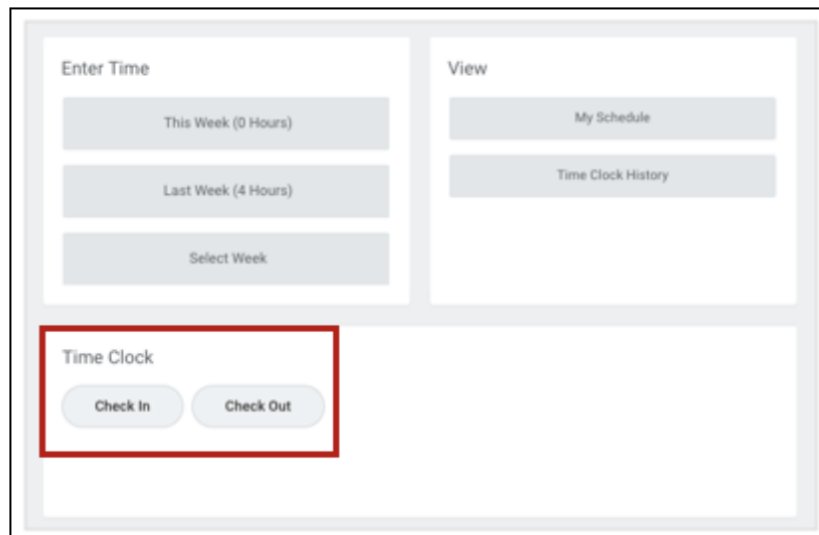 Enter Time
This Week (0 Hours)
Last Week (4 Hours)
Select Week
View
My Schedule
Time Clock History
Time Clock
Check In
Check Out